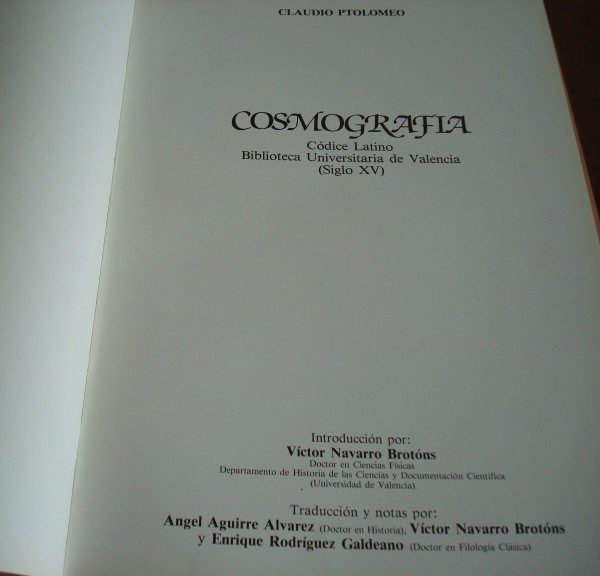 CLAUDIO PTOLOMEO
COSMOGRAFIA
Códice Latino
Biblioteca Universitaria de Valencia
(Siglo XV)
Introducción por:
Víctor Navarro Brotóns
Doctor en Ciencias Físicas
Departamento de Historia de las Ciencias y Documentación Científica
(Universidad de Valencia)
Traducción y notas por:
Angel Aguirre Alvarez (Doctor en Historia), Víctor Navarro Brotóns
y Enrique Rodríguez Galdeano (Doctor en Filología Clásica)